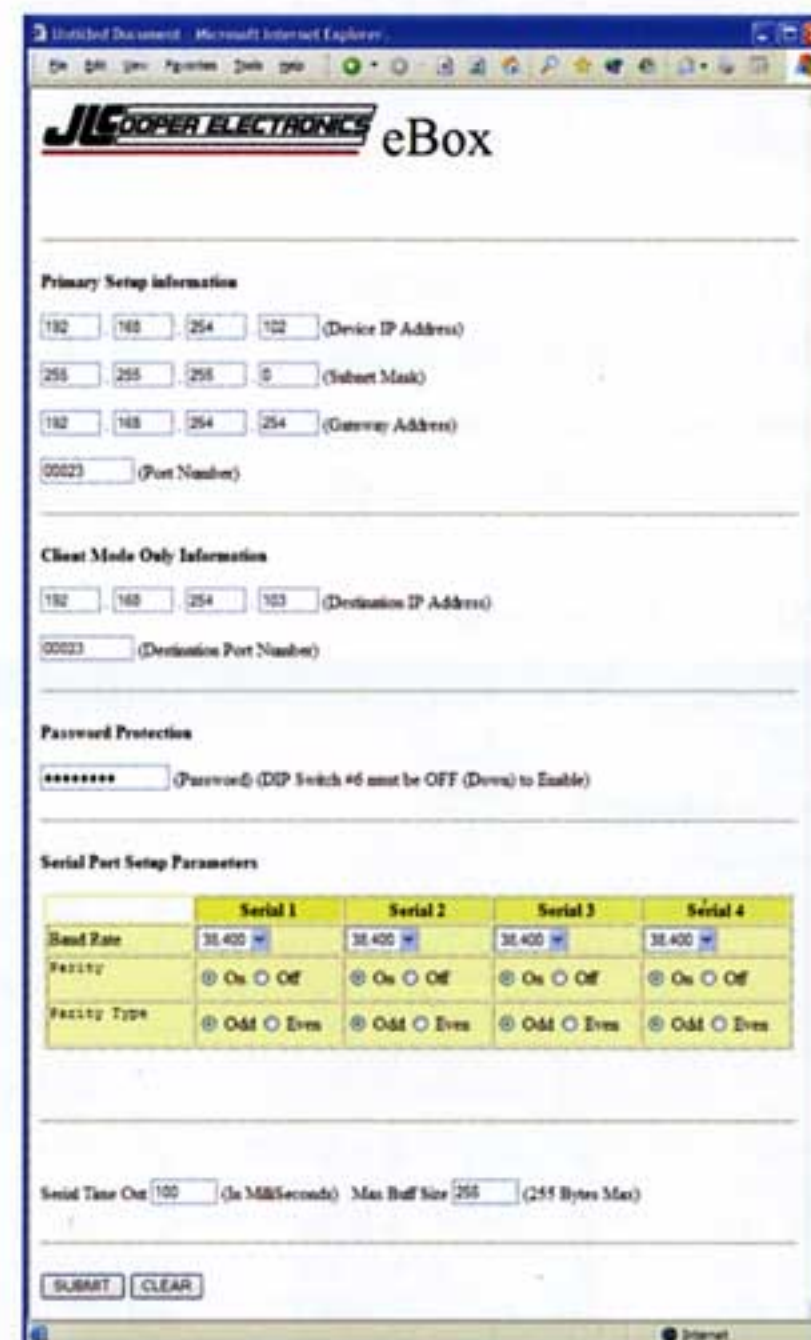 Untitled Document - Microsoft Internet Explorer
File Edit View Favorites Tools Help
JLCOOPER ELECTRONICS eBox
Primary Setup information
192 . 168 . 254 . 102 (Device IP Address)
255 . 255 . 255 . 0 (Subnet Mask)
192 . 168 . 254 . 254 (Gateway Address)
00023 (Port Number)
Client Mode Only Information
192 . 168 . 254 . 103 (Destination IP Address)
00023 (Destination Port Number)
Password Protection
******** (Password) (DIP Switch #6 must be OFF (Down) to Enable)
Serial Port Setup Parameters
Serial 1 Serial 2 Serial 3 Serial 4
Baud Rate 38,400 38,400 38,400 38,400
Parity On Off On Off On Off On Off
Parity Type Odd Even Odd Even Odd Even Odd Even
Serial Time Out 100 (In MilliSeconds) Max Buff Size 255 (255 Bytes Max)
SUBMIT CLEAR
Internet